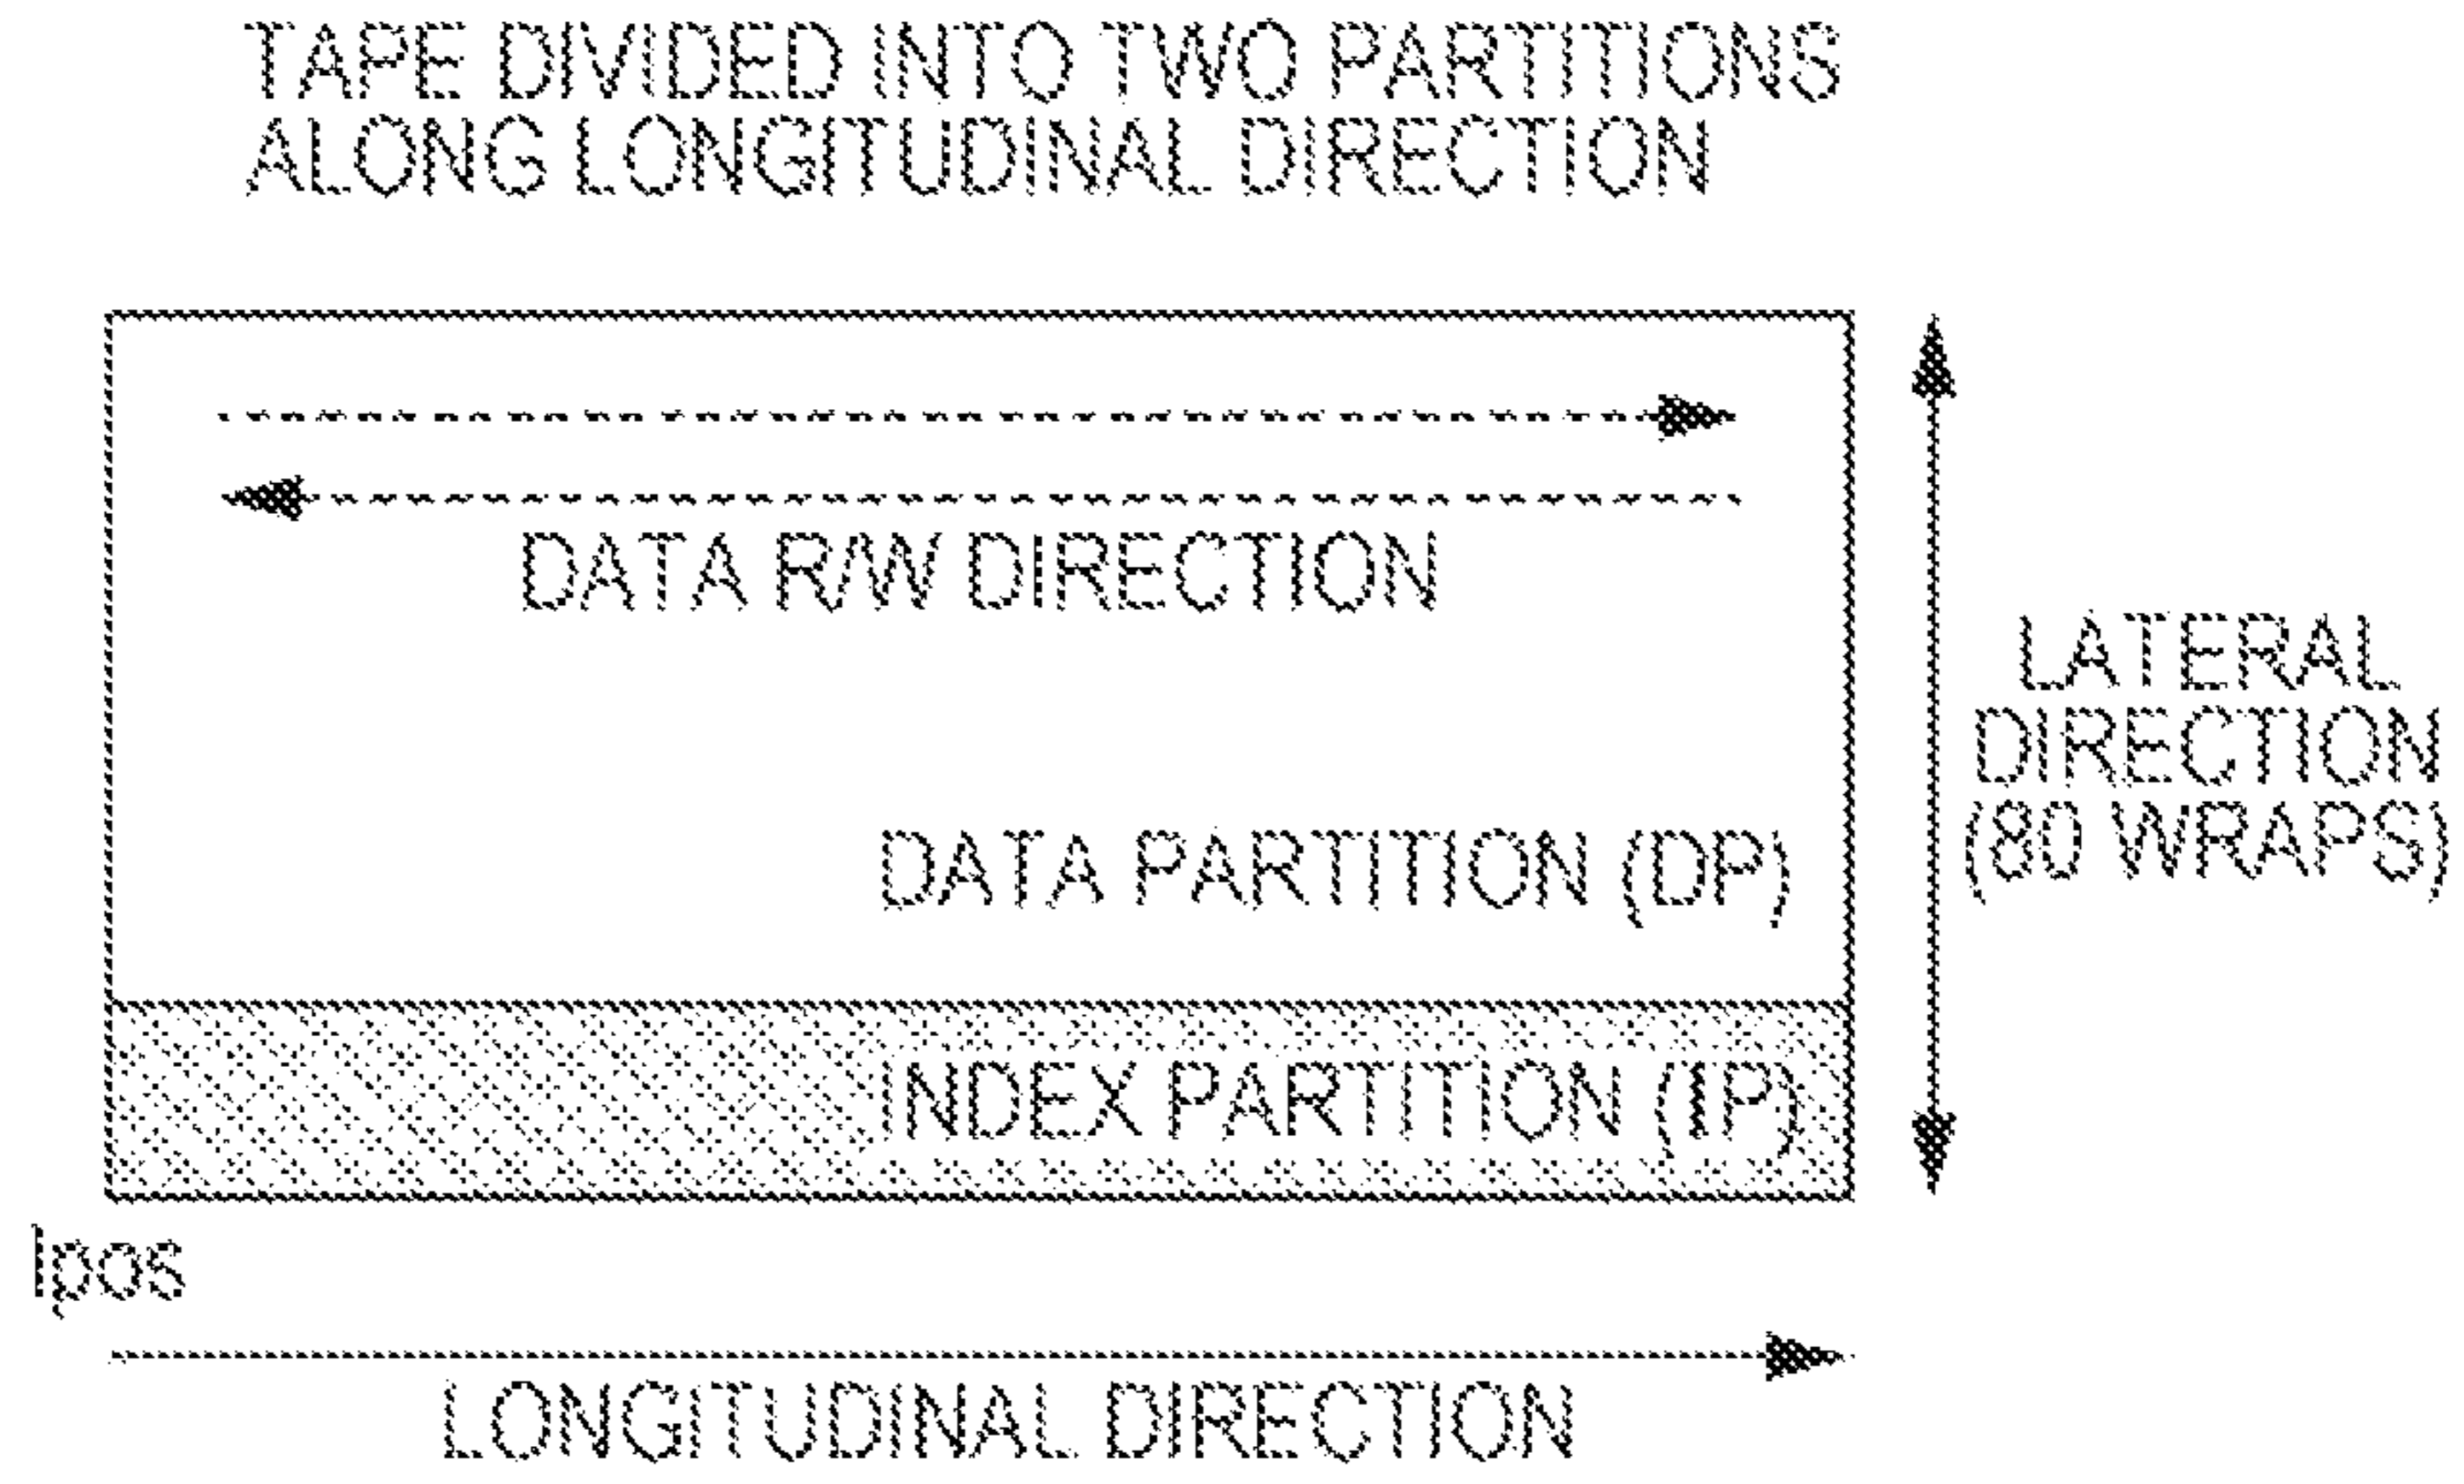 TAPE DIVIDED INTO TWO PARTITIONS
ALONG LONGITUDINAL DIRECTION
DATA R/W DIRECTION
LATERAL
DIRECTION
(80 WRAPS)
DATA PARTITION (DP)
INDEX PARTITION (IP)
lpos
LONGITUDINAL DIRECTION